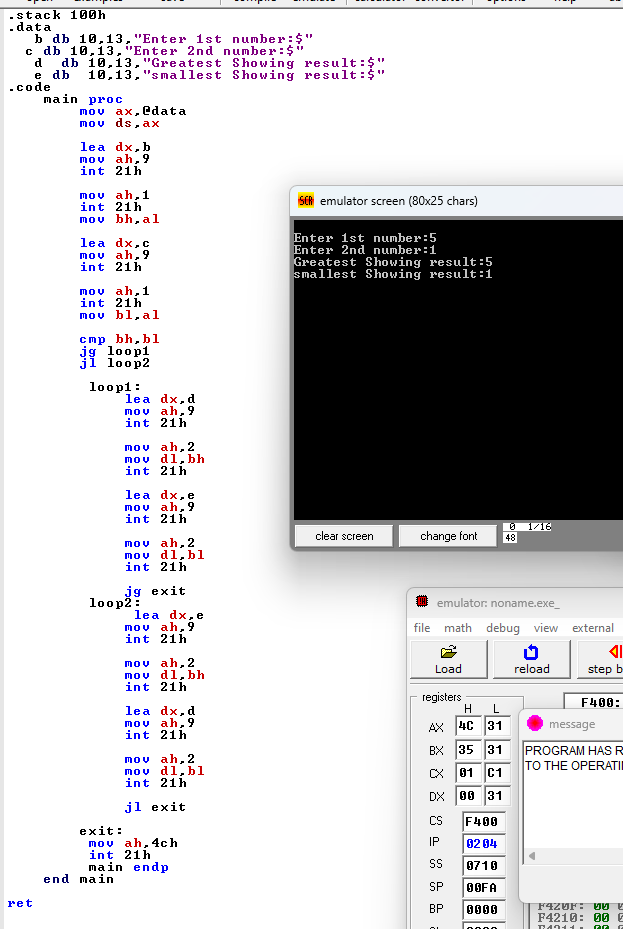 .stack 100h
.data
b db 10,13,"Enter 1st number:$"
c db 10,13,"Enter 2nd number:$"
d db 10,13,"Greatest Showing result:$"
e db 10,13,"smallest Showing result:$"
.code
main proc
mov ax,@data
mov ds,ax
lea dx,b
mov ah,9
int 21h
mov ah,1
int 21h
mov bh,al
lea dx,c
mov ah,9
int 21h
mov ah,1
int 21h
mov bl,al
cmp bh,bl
jg loop1
jl loop2
loop1:
lea dx,d
mov ah,9
int 21h
mov ah,2
mov dl,bh
int 21h
lea dx,e
mov ah,9
int 21h
mov ah,2
mov dl,bl
int 21h
jg exit
loop2:
lea dx,e
mov ah,9
int 21h
mov ah,2
mov dl,bh
int 21h
lea dx,d
mov ah,9
int 21h
mov ah,2
mov dl,bl
int 21h
jl exit
exit:
mov ah,4ch
int 21h
main endp
end main
ret
SCR emulator screen (80x25 chars)
Enter 1st number:5
Enter 2nd number:1
Greatest Showing result:5
smallest Showing result:1
clear screen change font 0 1/16
48
emulator: noname.exe_
file math debug view external
Load reload step b
registers F400:
H L
AX 4C 31
BX 35 31
CX 01 C1
DX 00 31
CS F400
IP 0204
SS 0710
SP 00FA
BP 0000
message
PROGRAM HAS R
TO THE OPERATI
F420F: 00 0
F4210: 00 0